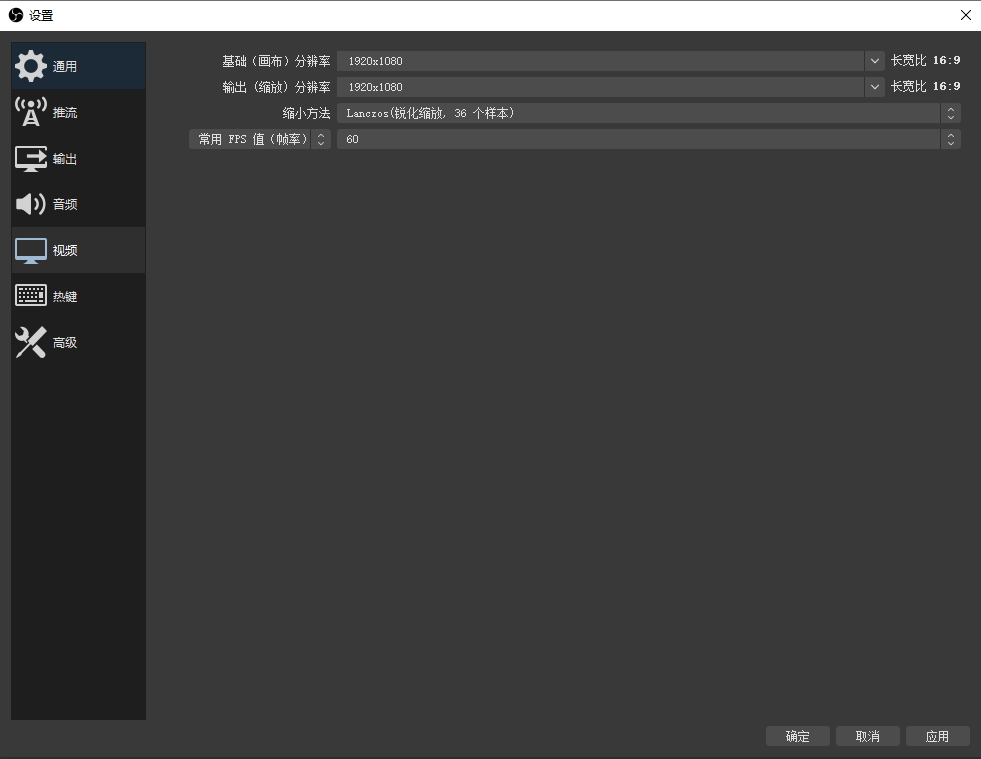 设置
通用
推流
输出
音频
视频
热键
高级
基础（画布）分辨率 1920x1080 长宽比 16:9
输出（缩放）分辨率 1920x1080 长宽比 16:9
缩小方法 Lanczos(锐化缩放, 36 个样本)
常用 FPS 值（帧率） 60
确定 取消 应用